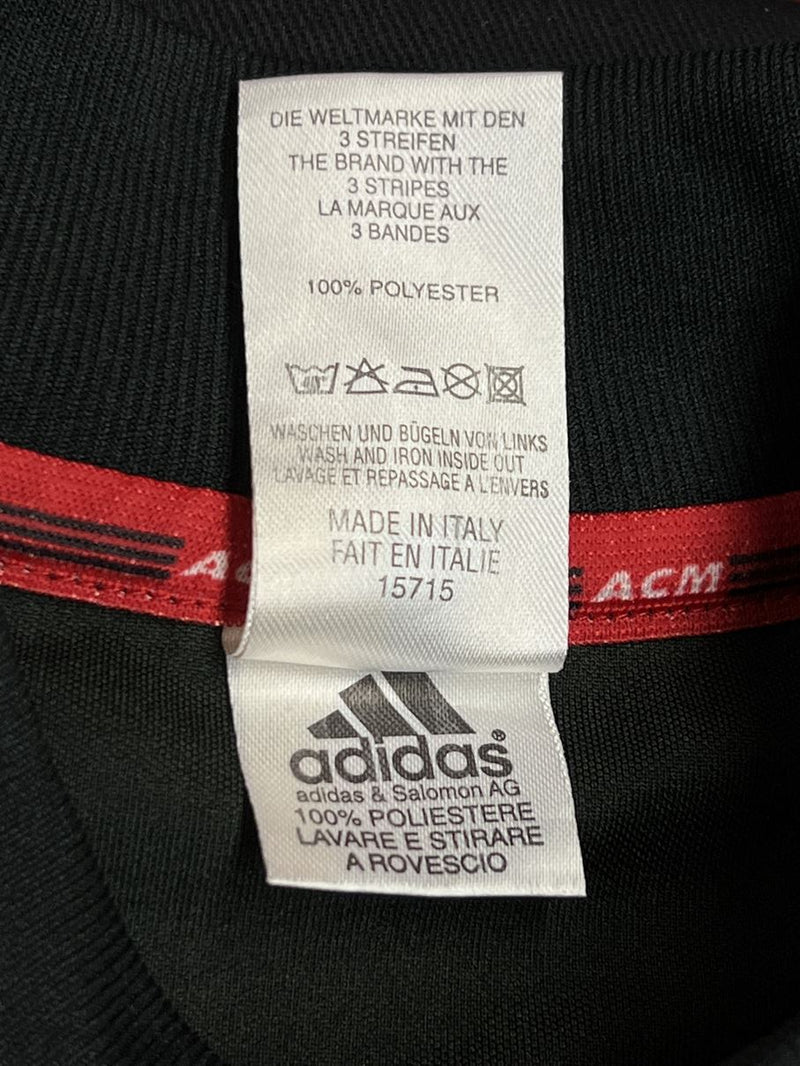 DIE WELTMARKE MIT DEN
3 STREIFEN
THE BRAND WITH THE
3 STRIPES
LA MARQUE AUX
3 BANDES
100% POLYESTER
WASCHEN UND BÜGELN VON LINKS
WASH AND IRON INSIDE OUT
LAVAGE ET REPASSAGE A L'ENVERS
MADE IN ITALY
FAIT EN ITALIE
15715
ACM
adidas®
adidas & Salomon AG
100% POLIESTERE
LAVARE E STIRARE
A ROVESCIO